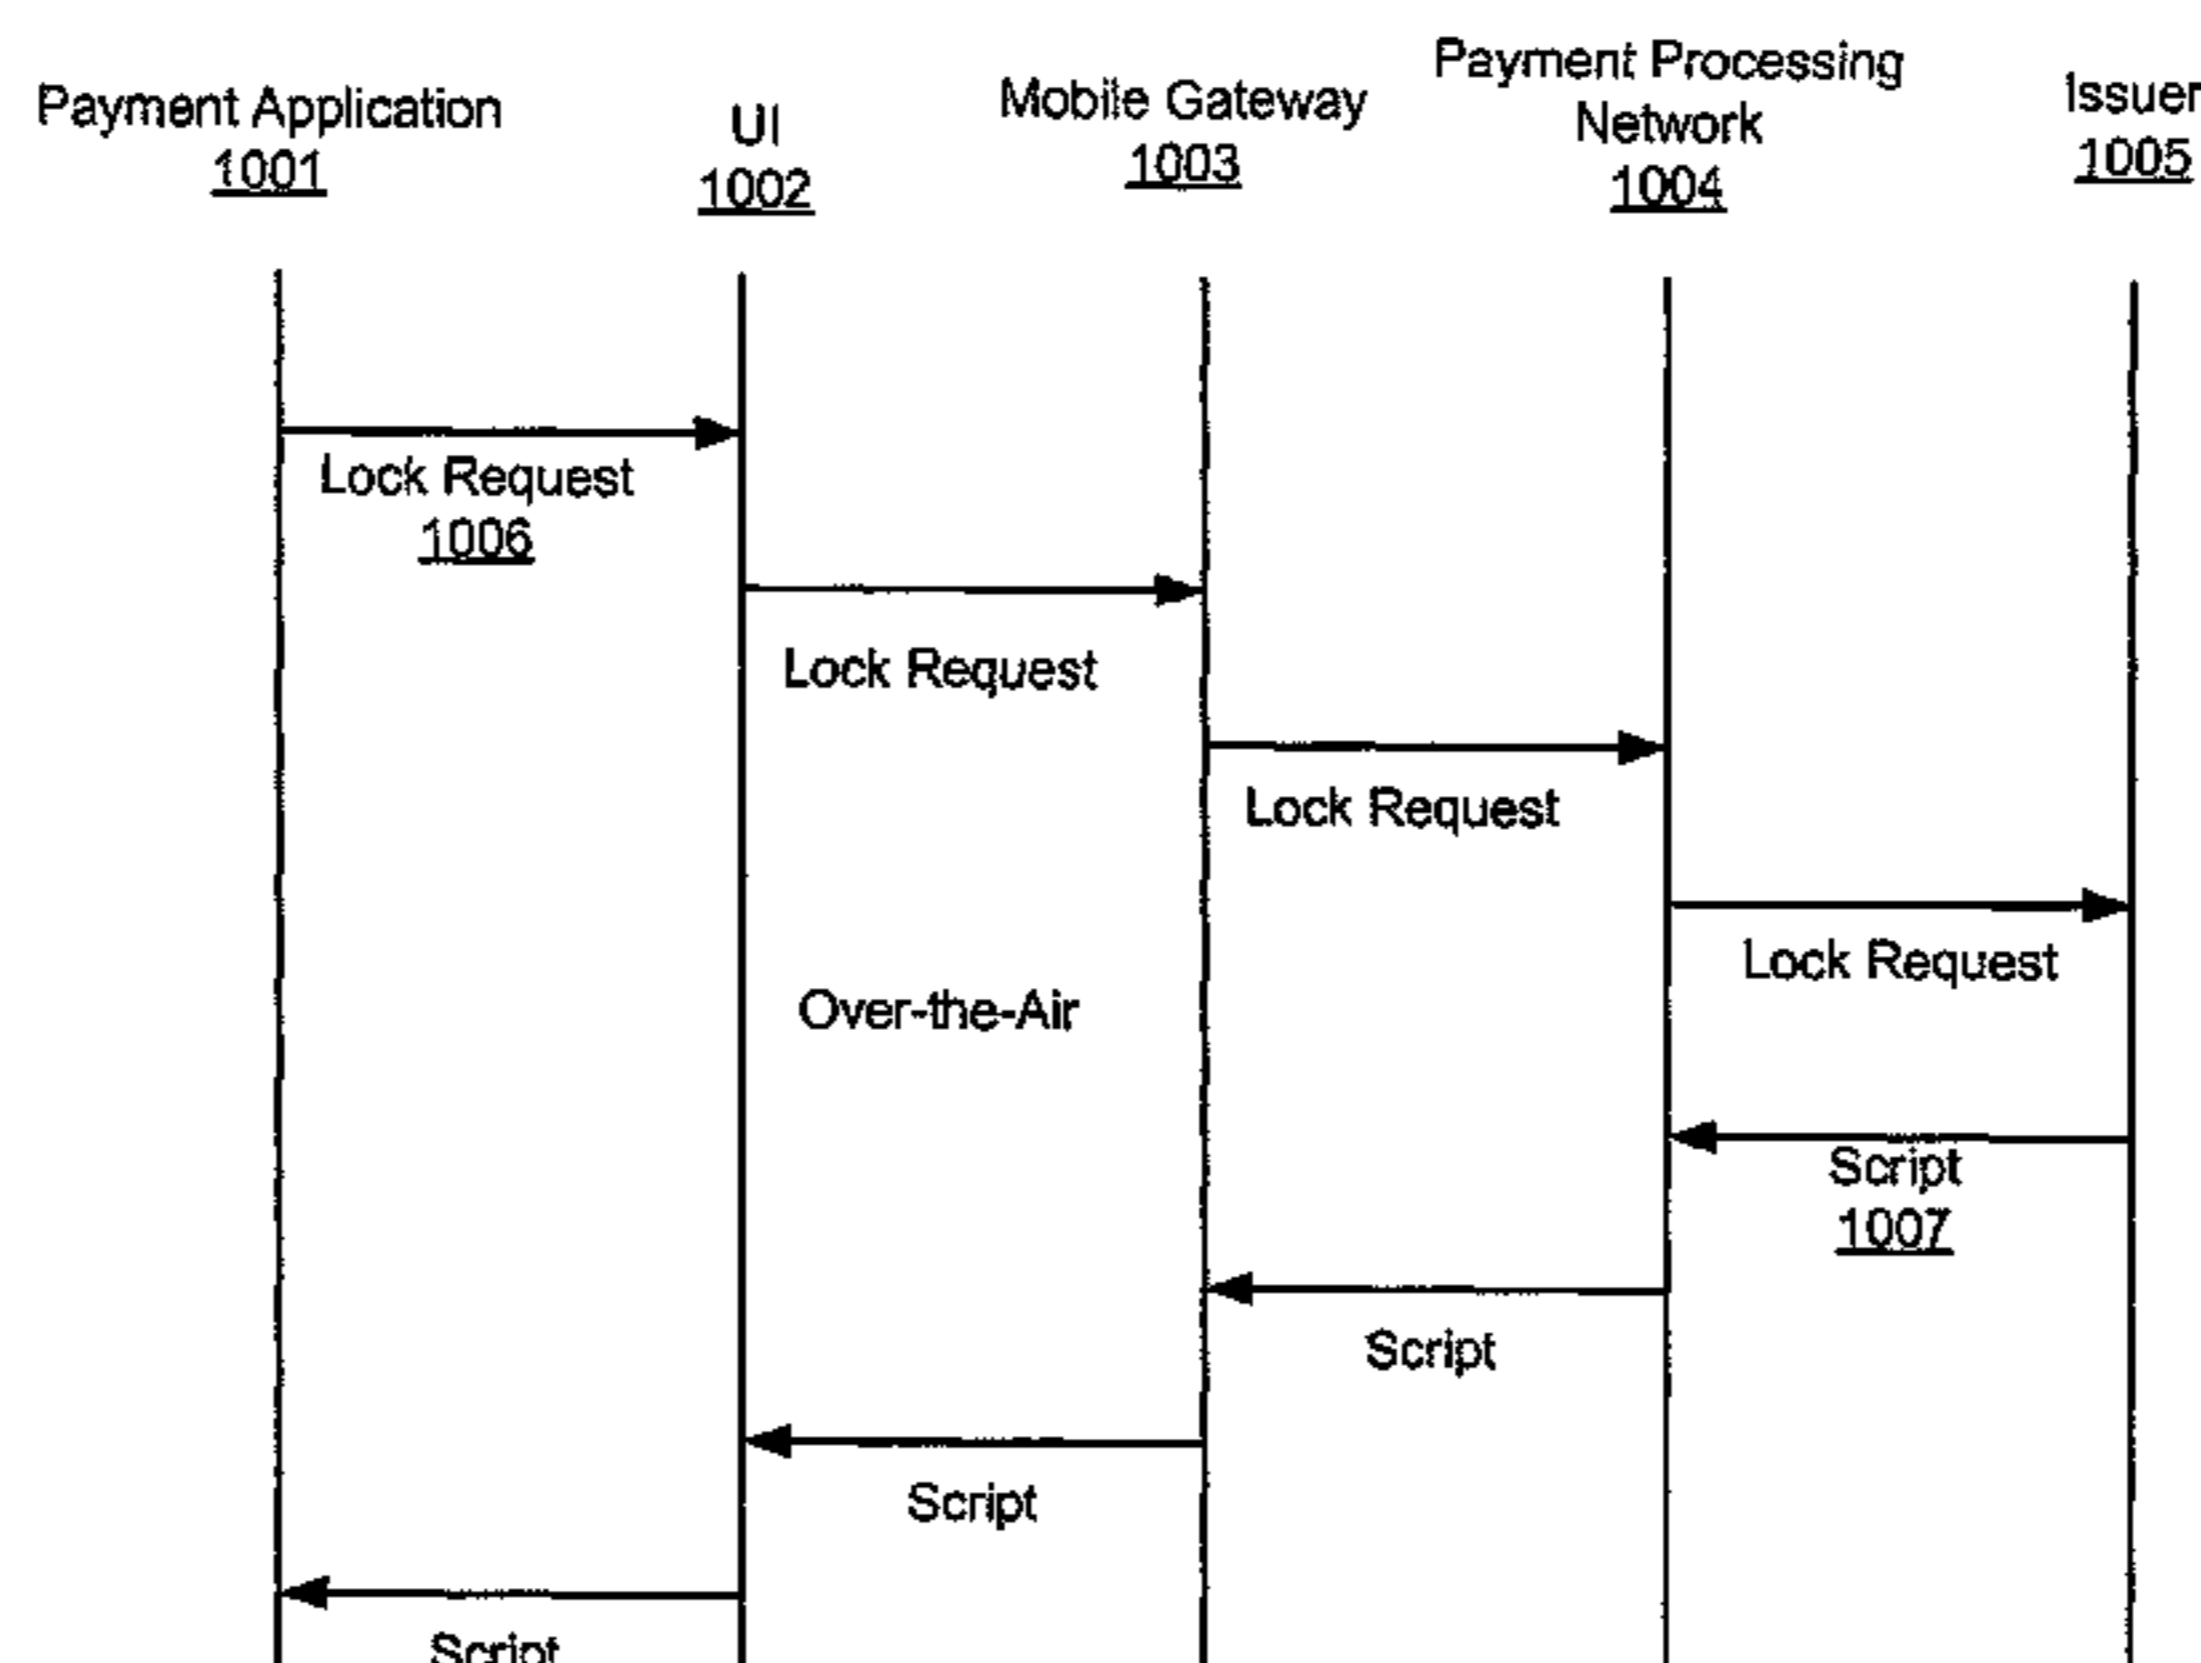 Payment Application
1001
UI
1002
Mobile Gateway
1003
Payment Processing
Network
1004
Issuer
1005
Lock Request
1006
Lock Request
Lock Request
Lock Request
Over-the-Air
Script
1007
Script
Script
Script